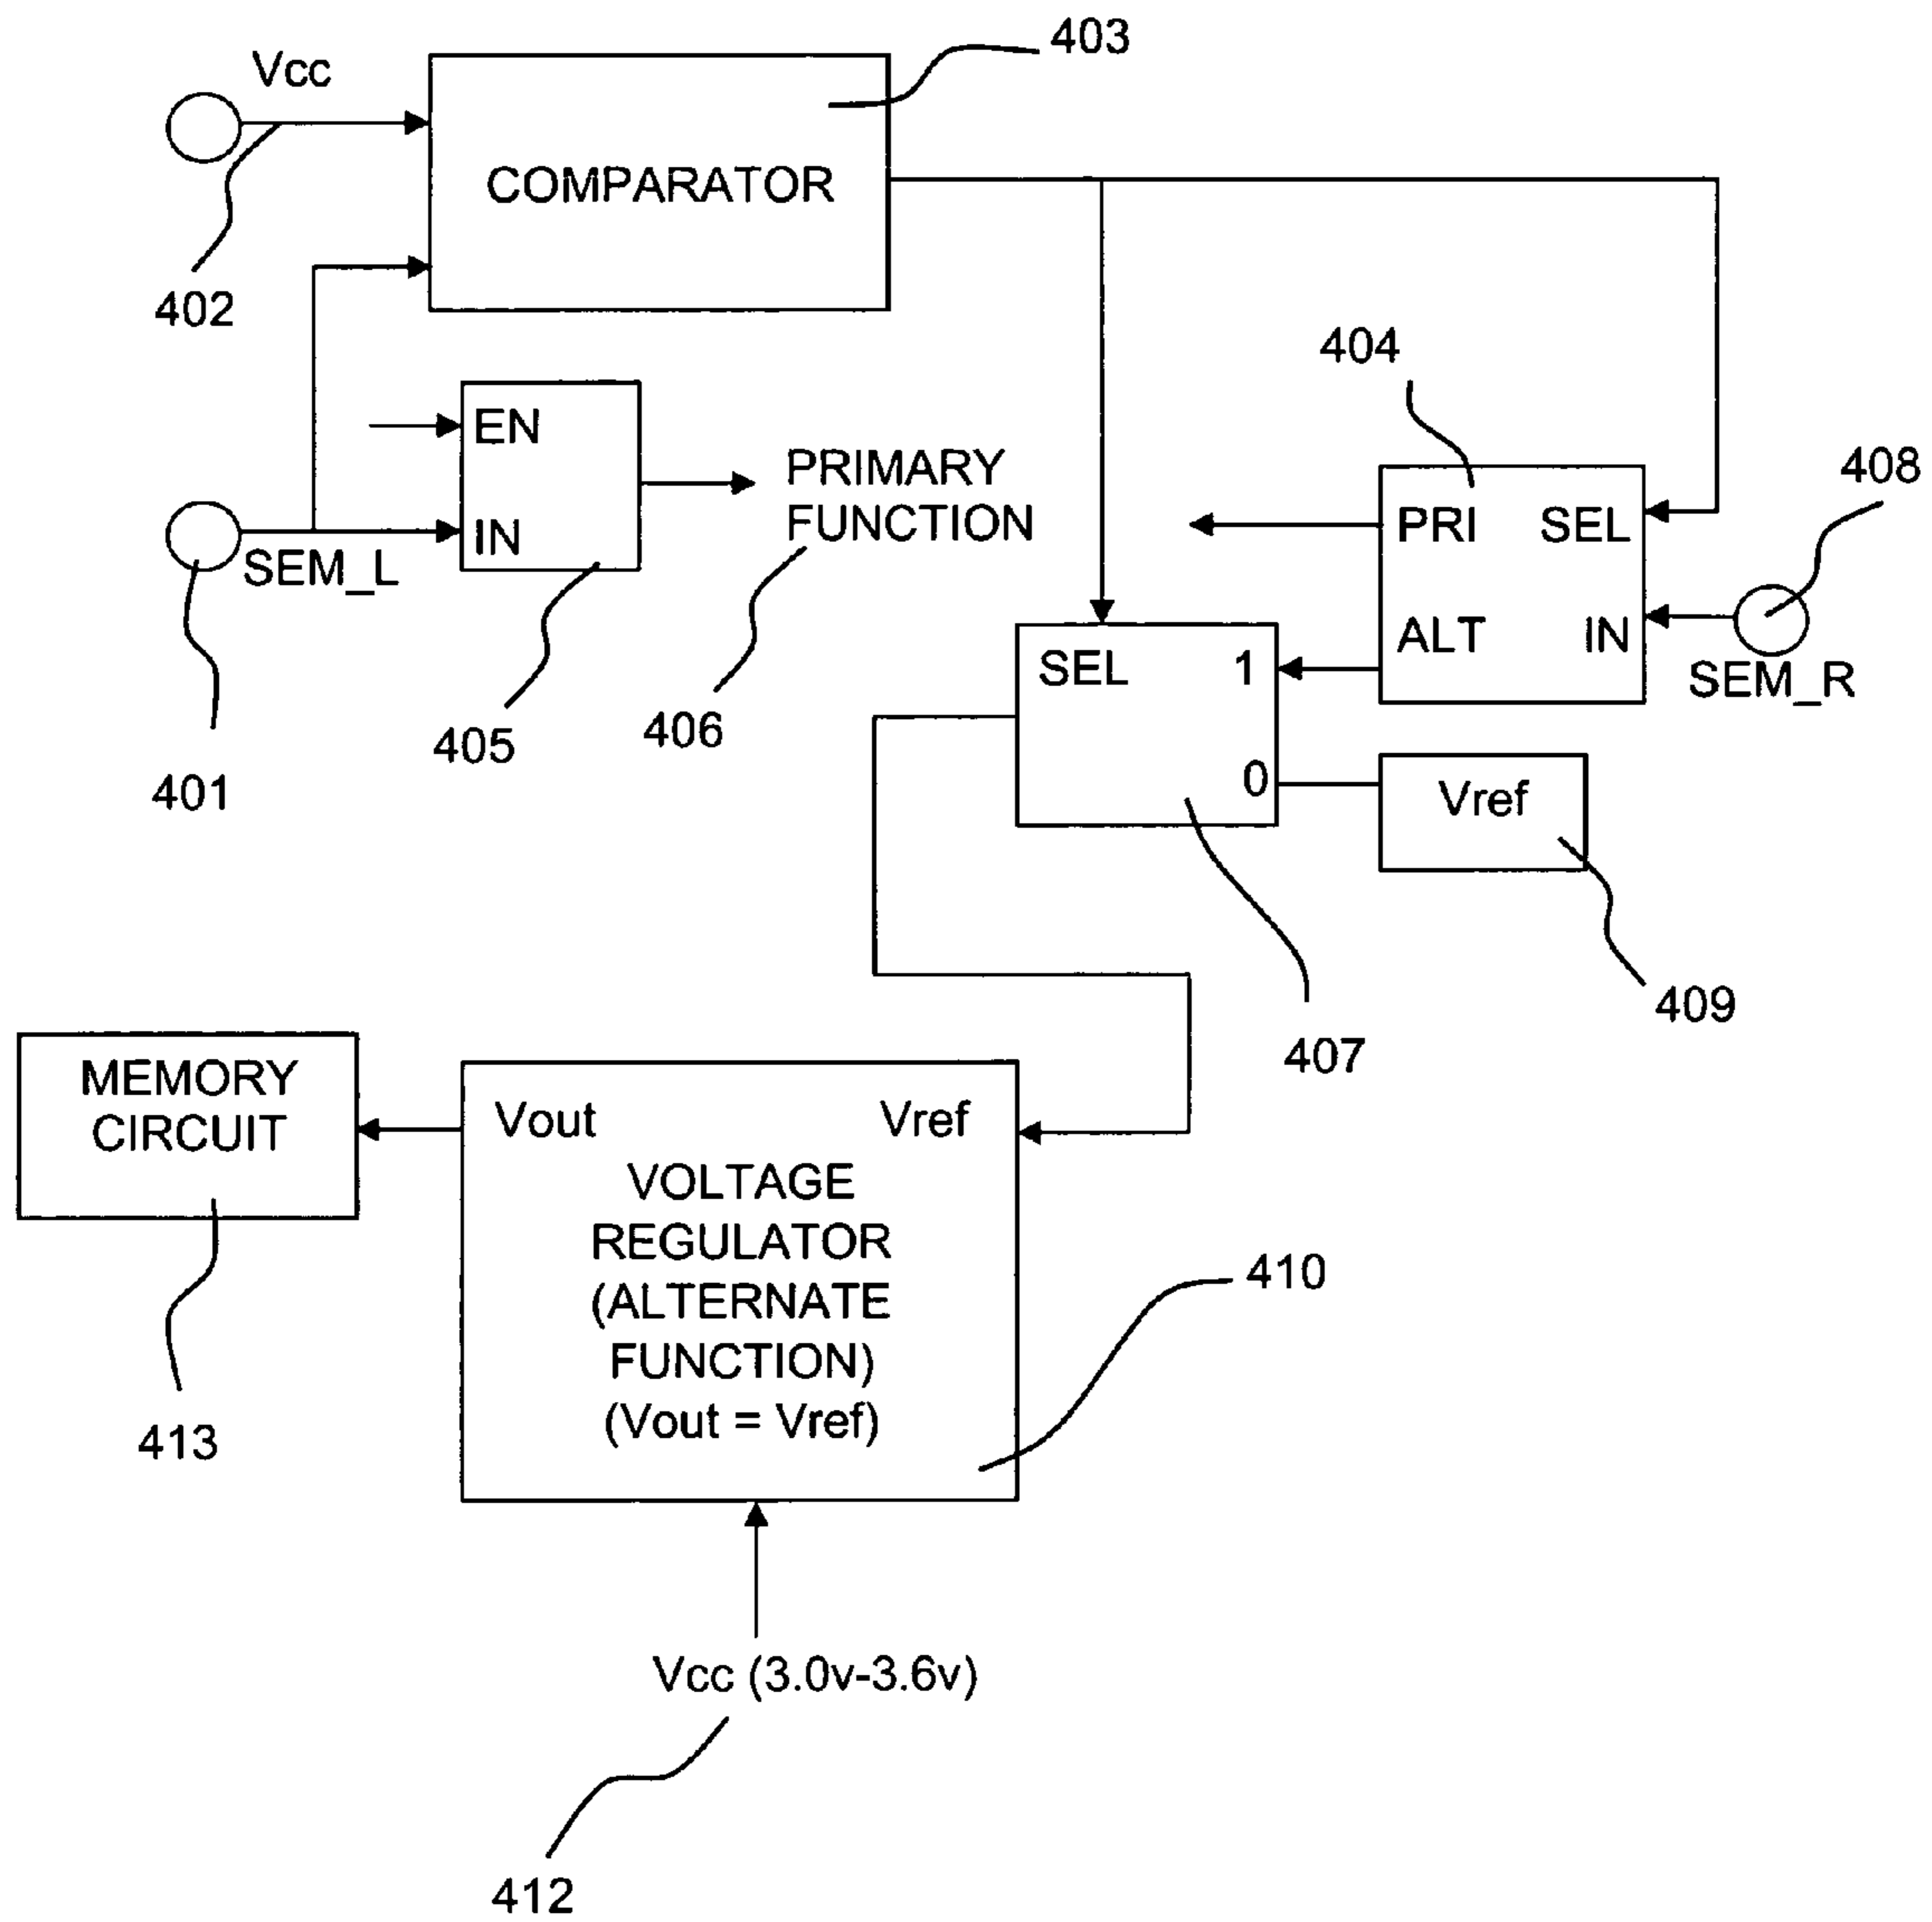 403
Vcc
COMPARATOR
402
404
EN
PRIMARY
FUNCTION
408
IN
PRI SEL
SEM_L
ALT IN
SEL 1
SEM_R
405
406
401
0
Vref
409
407
MEMORY
CIRCUIT
Vout Vref
VOLTAGE
REGULATOR
(ALTERNATE
FUNCTION)
(Vout = Vref)
410
413
Vcc (3.0v-3.6v)
412